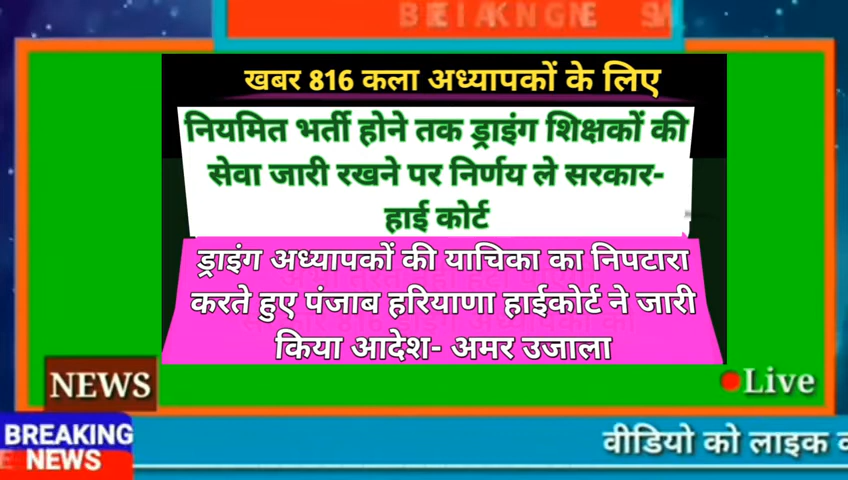 खबर 816 कला अध्यापकों के लिए
नियमित भर्ती होने तक ड्राइंग शिक्षकों की
सेवा जारी रखने पर निर्णय ले सरकार-
हाई कोर्ट
ड्राइंग अध्यापकों की याचिका का निपटारा
करते हुए पंजाब हरियाणा हाईकोर्ट ने जारी
किया आदेश- अमर उजाला
NEWS
Live
BREAKING
NEWS
वीडियो को लाइक